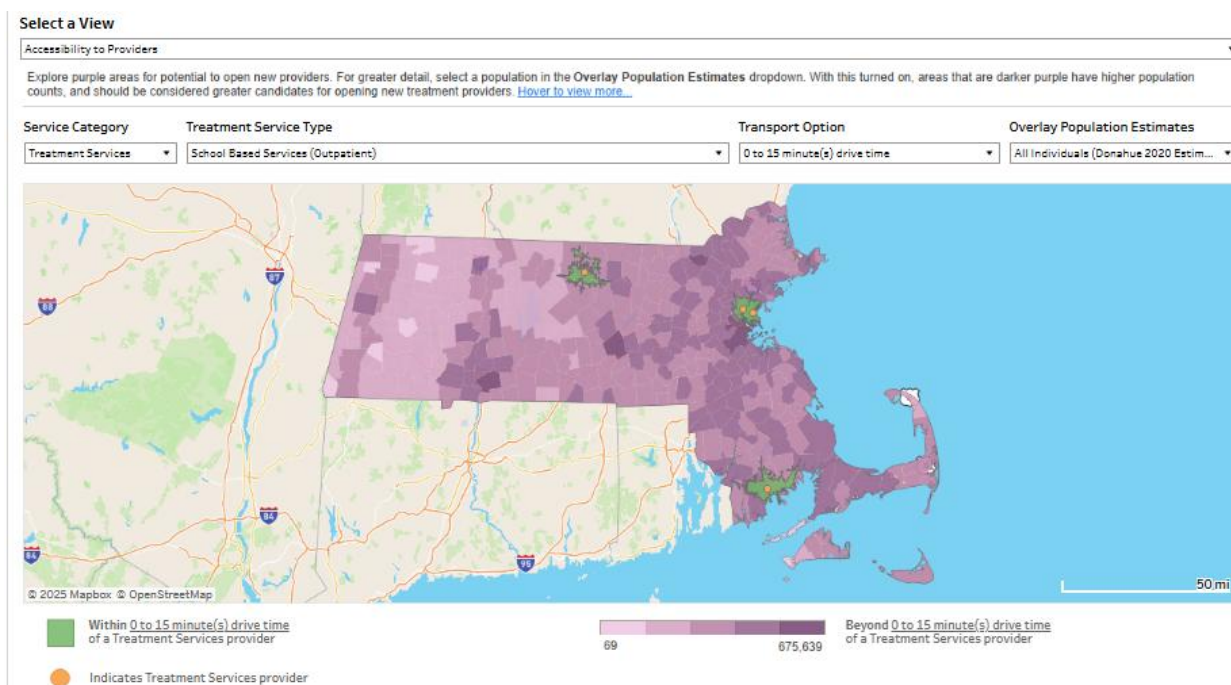 Select a View
Accessibility to Providers
Explore purple areas for potential to open new providers. For greater detail, select a population in the Overlay Population Estimates dropdown. With this turned on, areas that are darker purple have higher population
counts, and should be considered greater candidates for opening new treatment providers. Hover to view more...
Service Category
Treatment Service Type
Transport Option
Overlay Population Estimates
Treatment Services
School Based Services (Outpatient)
0 to 15 minute(s) drive time
All Individuals (Donahue 2020 Estim...
87
88
84
84
95
50 mi
© 2025 Mapbox © OpenStreetMap
Within 0 to 15 minute(s) drive time
of a Treatment Services provider
69
675,639
Beyond 0 to 15 minute(s) drive time
of a Treatment Services provider
Indicates Treatment Services provider